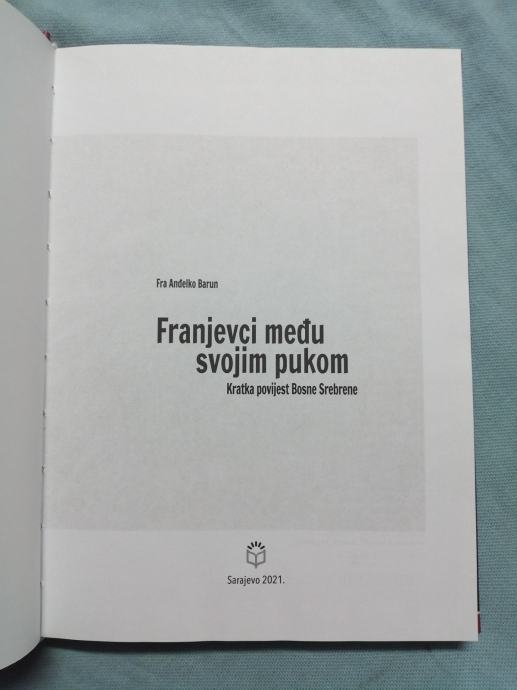 Fra Anđelko Barun
Franjevci među
svojim pukom
Kratka povijest Bosne Srebrene
Sarajevo 2021.